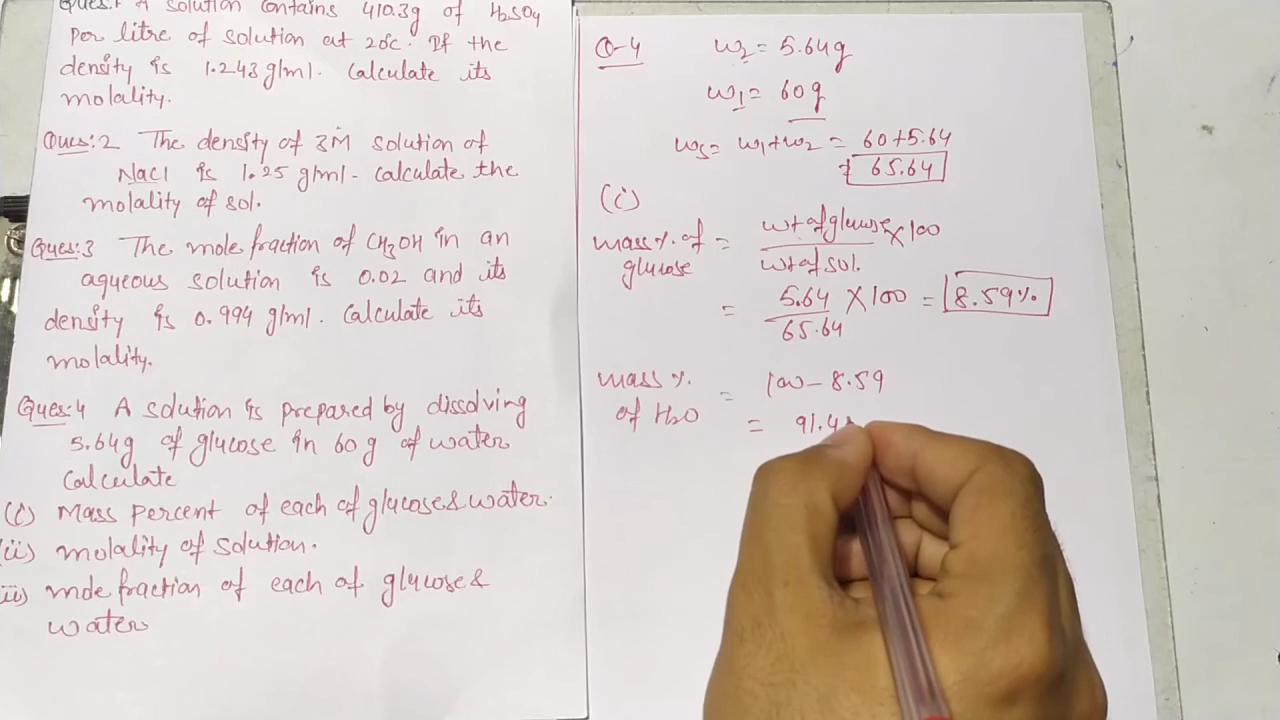 Ques:1 A solution contains 410.3g of H2SO4
Per litre of solution at 20°c. If the
density is 1.243 g/ml. Calculate its
molality.
Ques:2 The density of 3M solution of
NaCl is 1.25 g/ml - calculate the
molality of sol.
Ques:3 The mole fraction of CH3OH in an
aqueous solution is 0.02 and its
density is 0.994 g/ml. Calculate its
molality.
Ques:4 A solution is prepared by dissolving
5.64g of glucose in 60 g of water
Calculate
(i) Mass percent of each of glucose & water.
(ii) molality of solution.
(iii) mole fraction of each of glucose &
water
Q-4 w2 = 5.64g
w1 = 60g
ws = w1+w2 = 60+5.64
= 65.64
(i)
mass % of glucose = wt of glucose / wt of sol. × 100
= 5.64 / 65.64 × 100 = 8.59%
mass % of H2O = 100 - 8.59
= 91.4